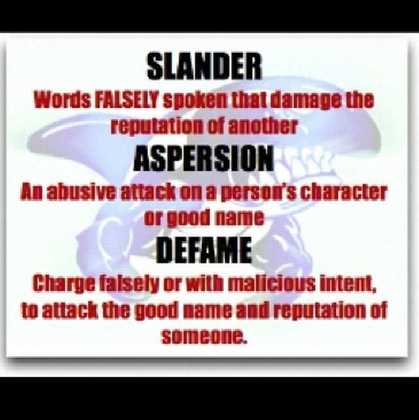 SLANDER
Words FALSELY spoken that damage the
reputation of another
ASPERSION
An abusive attack on a person's character
or good name
DEFAME
Charge falsely or with malicious intent,
to attack the good name and reputation of
someone.